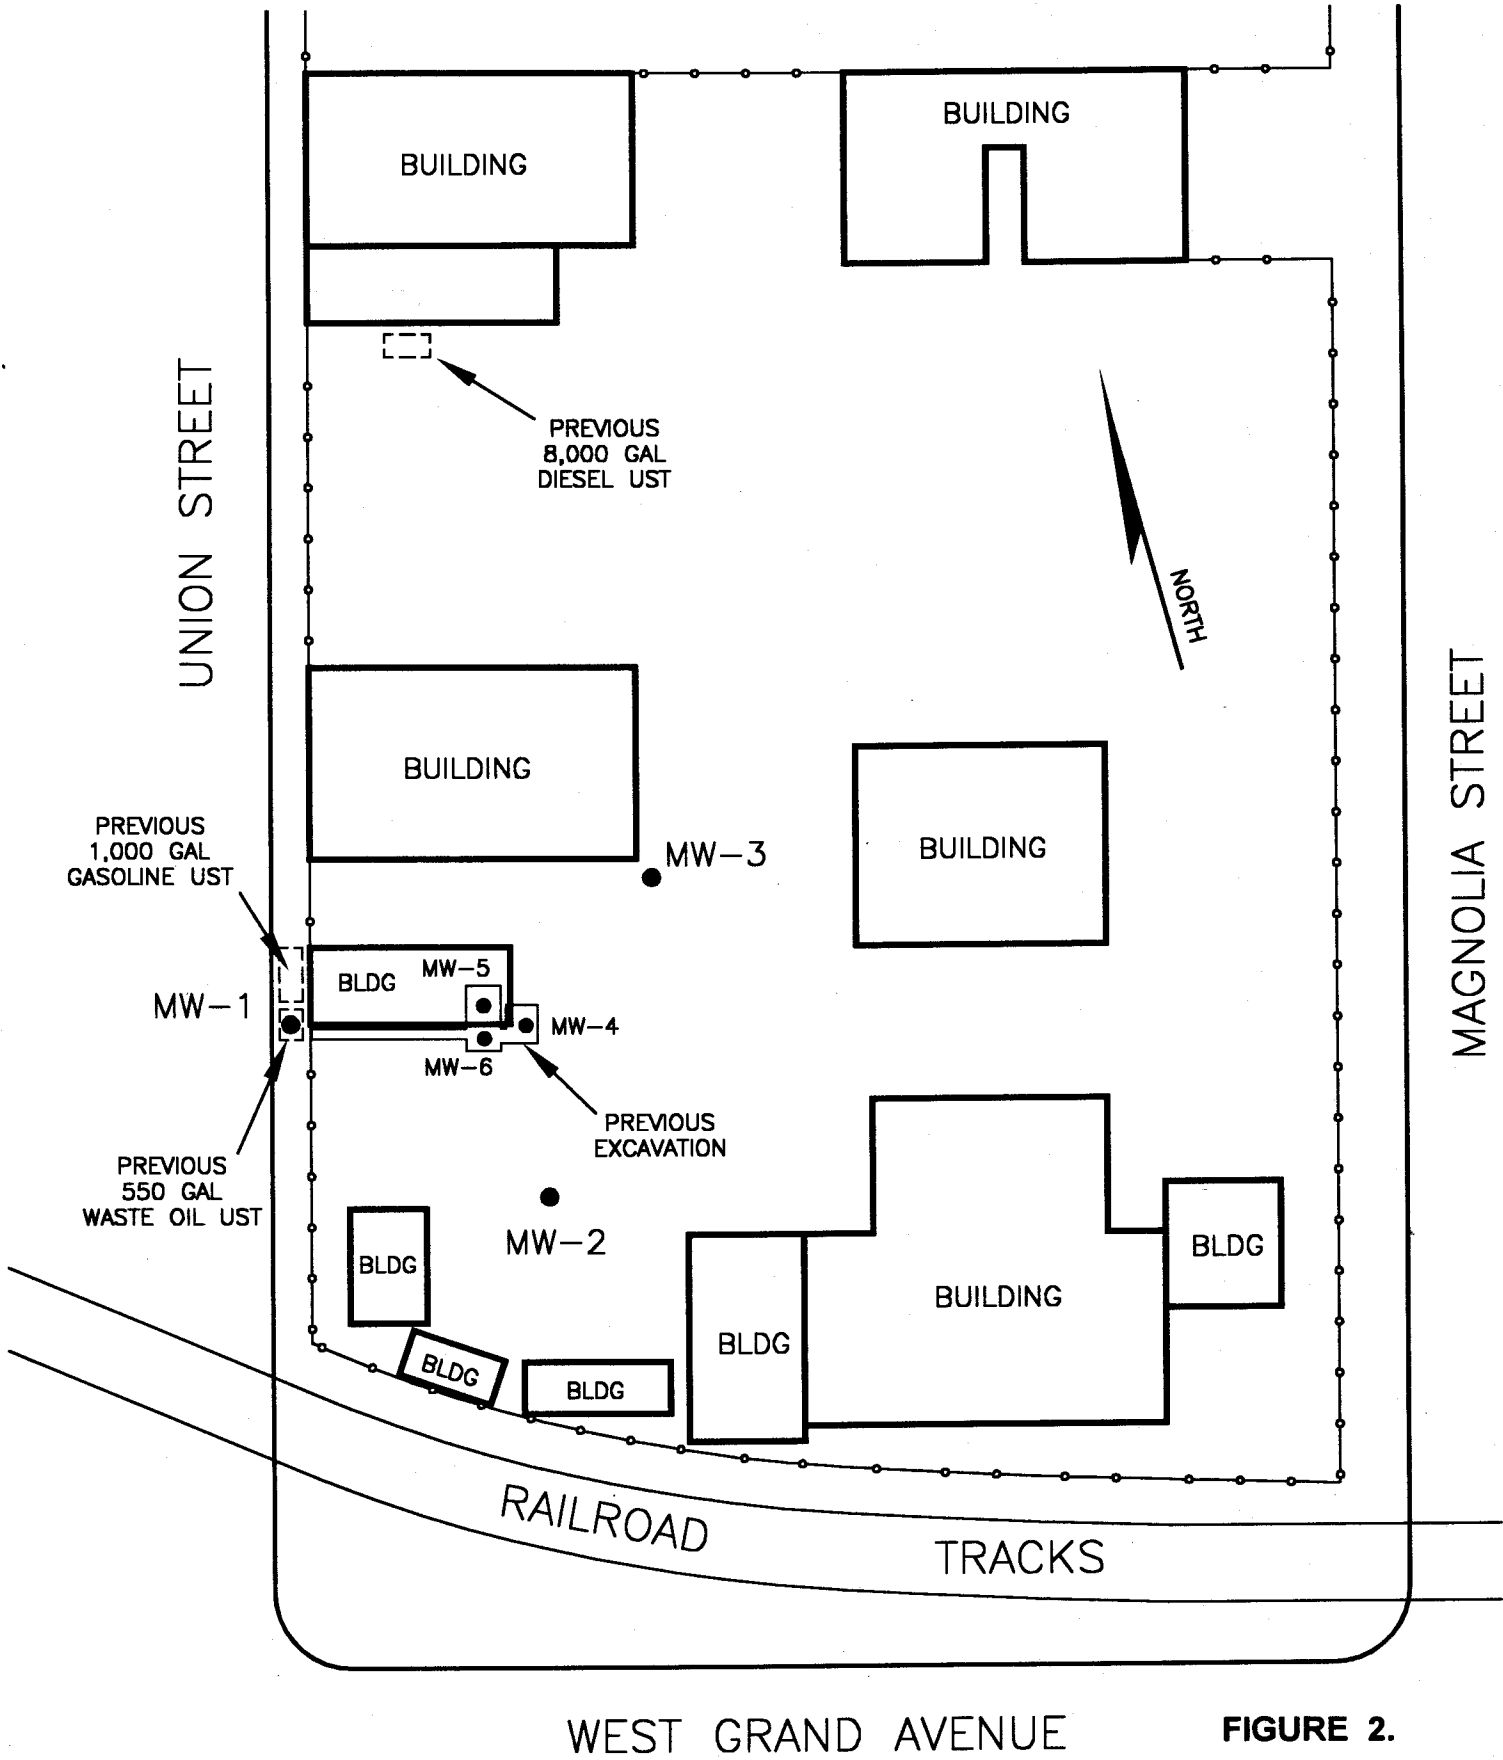 BUILDING
BUILDING
PREVIOUS
8,000 GAL
DIESEL UST
UNION STREET
NORTH
BUILDING
MAGNOLIA STREET
PREVIOUS
1,000 GAL
GASOLINE UST
MW-3
BUILDING
BLDG
MW-5
MW-1
MW-4
MW-6
PREVIOUS
EXCAVATION
PREVIOUS
550 GAL
WASTE OIL UST
MW-2
BLDG
BLDG
BUILDING
BLDG
BLDG
BLDG
RAILROAD TRACKS
WEST GRAND AVENUE
FIGURE 2.